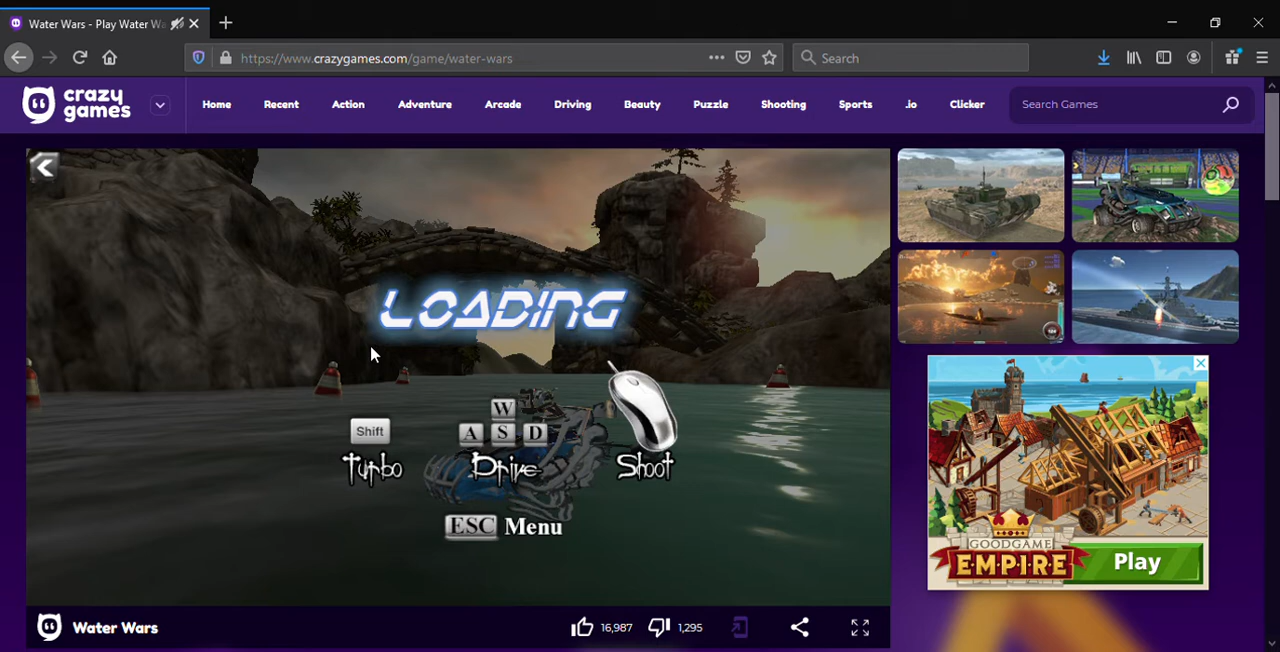 Water Wars - Play Water Wa
https://www.crazygames.com/game/water-wars
Search
crazy games
Home Recent Action Adventure Arcade Driving Beauty Puzzle Shooting Sports .io Clicker
Search Games
LOADING
W
Shift A S D
Turbo Drive Shoot
ESC Menu
GOODGAME
EMPIRE Play
Water Wars 16,987 1,295